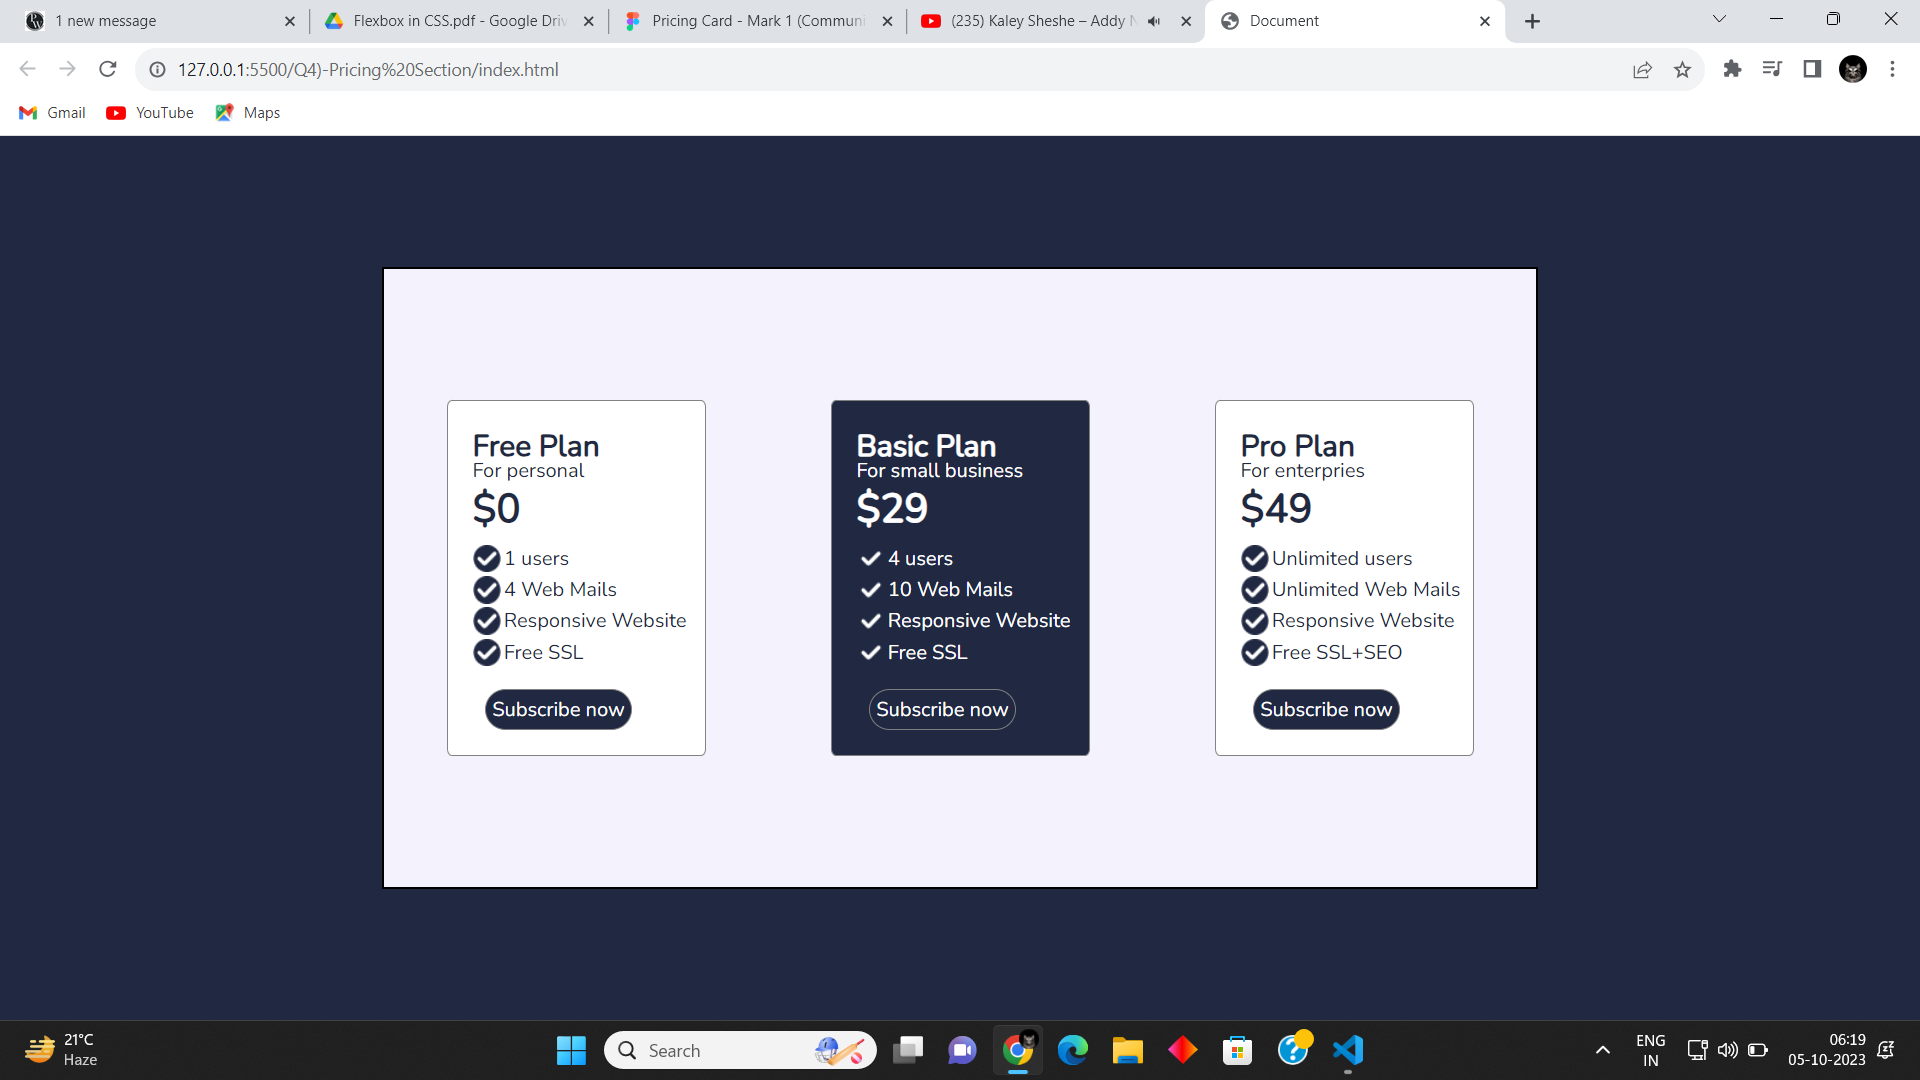 1 new message
Flexbox in CSS.pdf - Google Driv
Pricing Card - Mark 1 (Communi
(235) Kaley Sheshe – Addy N
Document
127.0.0.1:5500/Q4)-Pricing%20Section/index.html
Gmail
YouTube
Maps
Free Plan
For personal
$0
1 users
4 Web Mails
Responsive Website
Free SSL
Subscribe now
Basic Plan
For small business
$29
4 users
10 Web Mails
Responsive Website
Free SSL
Subscribe now
Pro Plan
For enterpries
$49
Unlimited users
Unlimited Web Mails
Responsive Website
Free SSL+SEO
Subscribe now
21°C
Haze
Search
ENG
IN
06:19
05-10-2023